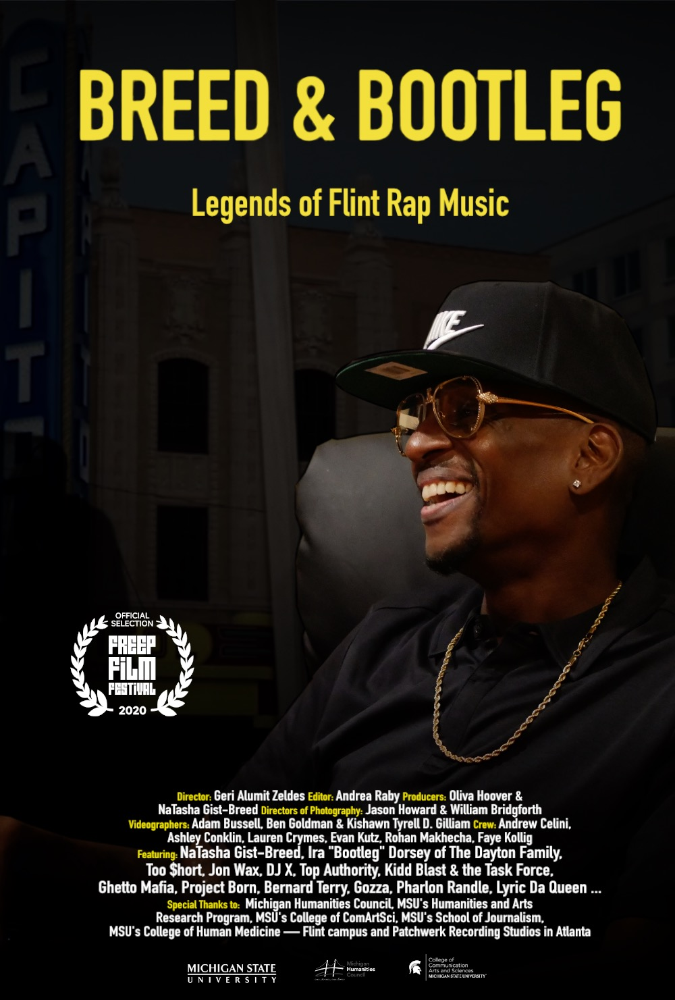 BREED & BOOTLEG
Legends of Flint Rap Music
CAPIT
NIKE
OFFICIAL
SELECTION
FREEP
FILM
FESTIVAL
2020
Director: Geri Alumit Zeldes Editor: Andrea Raby Producers: Oliva Hoover &
NaTasha Gist-Breed Directors of Photography: Jason Howard & William Bridgforth
Videographers: Adam Bussell, Ben Goldman & Kishawn Tyrell D. Gilliam Crew: Andrew Celini,
Ashley Conklin, Lauren Crymes, Evan Kutz, Rohan Makhecha, Faye Kollig
Featuring: NaTasha Gist-Breed, Ira "Bootleg" Dorsey of The Dayton Family,
Too $hort, Jon Wax, DJ X, Top Authority, Kidd Blast & the Task Force,
Ghetto Mafia, Project Born, Bernard Terry, Gozza, Pharlon Randle, Lyric Da Queen ...
Special Thanks to: Michigan Humanities Council, MSU's Humanities and Arts
Research Program, MSU's College of ComArtSci, MSU's School of Journalism,
MSU's College of Human Medicine — Flint campus and Patchwerk Recording Studios in Atlanta
MICHIGAN STATE
UNIVERSITY
Michigan
Humanities
Council
College of
Communication
Arts and Sciences
MICHIGAN STATE UNIVERSITY